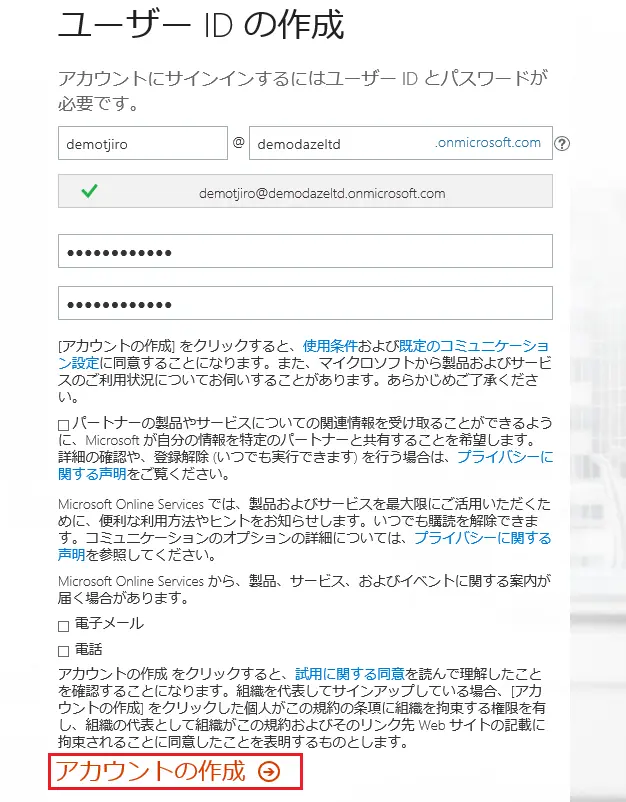 ユーザー ID の作成
アカウントにサインインするにはユーザー ID とパスワードが
必要です。
demotjiro @ demodazeltd .onmicrosoft.com ?
demotjiro@demodazeltd.onmicrosoft.com
●●●●●●●●●●●●
●●●●●●●●●●●●
[アカウントの作成] をクリックすると、使用条件および既定のコミュニケーショ
ン設定に同意することになります。また、マイクロソフトから製品およびサービ
スのご利用状況についてお伺いすることがあります。あらかじめご了承くださ
い。
パートナーの製品やサービスについての関連情報を受け取ることができるよう
に、Microsoft が自分の情報を特定のパートナーと共有することを希望します。
詳細の確認や、登録解除 (いつでも実行できます) を行う場合は、プライバシーに
関する声明をご覧ください。
Microsoft Online Services では、製品およびサービスを最大限にご活用いただくた
めに、便利な利用方法やヒントをお知らせします。いつでも購読を解除できま
す。コミュニケーションのオプションの詳細については、プライバシーに関する
声明を参照してください。
Microsoft Online Services から、製品、サービス、およびイベントに関する案内が
届く場合があります。
電子メール
電話
アカウントの作成 をクリックすると、試用に関する同意を読んで理解したこと
を確認することになります。組織を代表してサインアップしている場合、[アカ
ウントの作成] をクリックした個人がこの規約の条項に組織を拘束する権限を有
し、組織の代表として組織がこの規約およびそのリンク先 Web サイトの記載に
拘束されることに同意したことを表明するものとします。
アカウントの作成